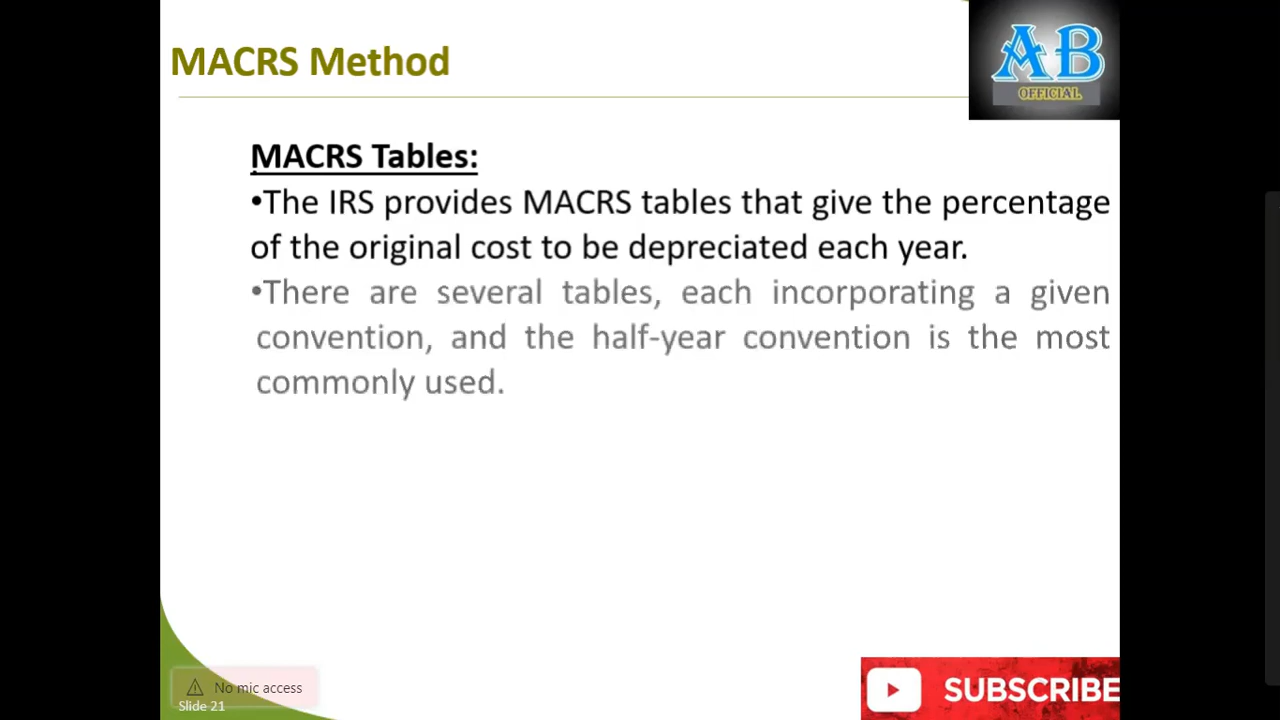 MACRS Method
AB
OFFICIAL
MACRS Tables:
•The IRS provides MACRS tables that give the percentage
of the original cost to be depreciated each year.
•There are several tables, each incorporating a given
convention, and the half-year convention is the most
commonly used.
No mic access
Slide 21
SUBSCRIBE